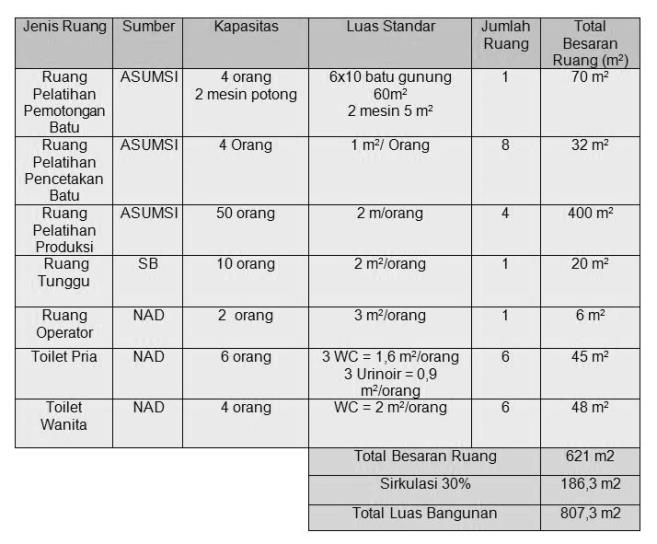 Jenis Ruang Sumber Kapasitas Luas Standar Jumlah Ruang Total Besaran Ruang (m²)
Ruang Pelatihan Pemotongan Batu ASUMSI 4 orang 2 mesin potong 6x10 batu gunung 60m² 2 mesin 5 m² 1 70 m²
Ruang Pelatihan Pencetakan Batu ASUMSI 4 Orang 1 m²/ Orang 8 32 m²
Ruang Pelatihan Produksi ASUMSI 50 orang 2 m/orang 4 400 m²
Ruang Tunggu SB 10 orang 2 m²/orang 1 20 m²
Ruang Operator NAD 2 orang 3 m²/orang 1 6 m²
Toilet Pria NAD 6 orang 3 WC = 1,6 m²/orang 3 Urinoir = 0,9 m²/orang 6 45 m²
Toilet Wanita NAD 4 orang WC = 2 m²/orang 6 48 m²
Total Besaran Ruang 621 m2
Sirkulasi 30% 186,3 m2
Total Luas Bangunan 807,3 m2